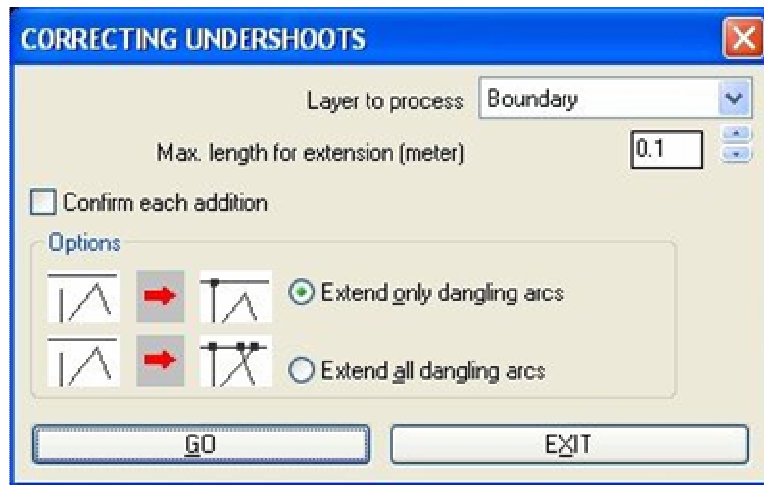 CORRECTING UNDERSHOOTS
Layer to process Boundary
Max. length for extension (meter) 0.1
Confirm each addition
Options
Extend only dangling arcs
Extend all dangling arcs
GO EXIT